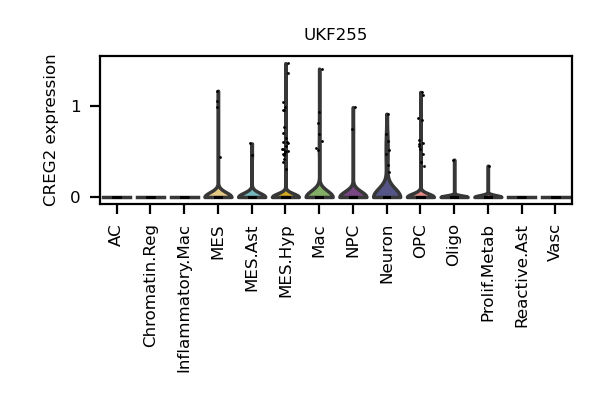 UKF255
CREG2 expression
1
0
AC
Chromatin.Reg
Inflammatory.Mac
MES
MES.Ast
MES.Hyp
Mac
NPC
Neuron
OPC
Oligo
Prolif.Metab
Reactive.Ast
Vasc